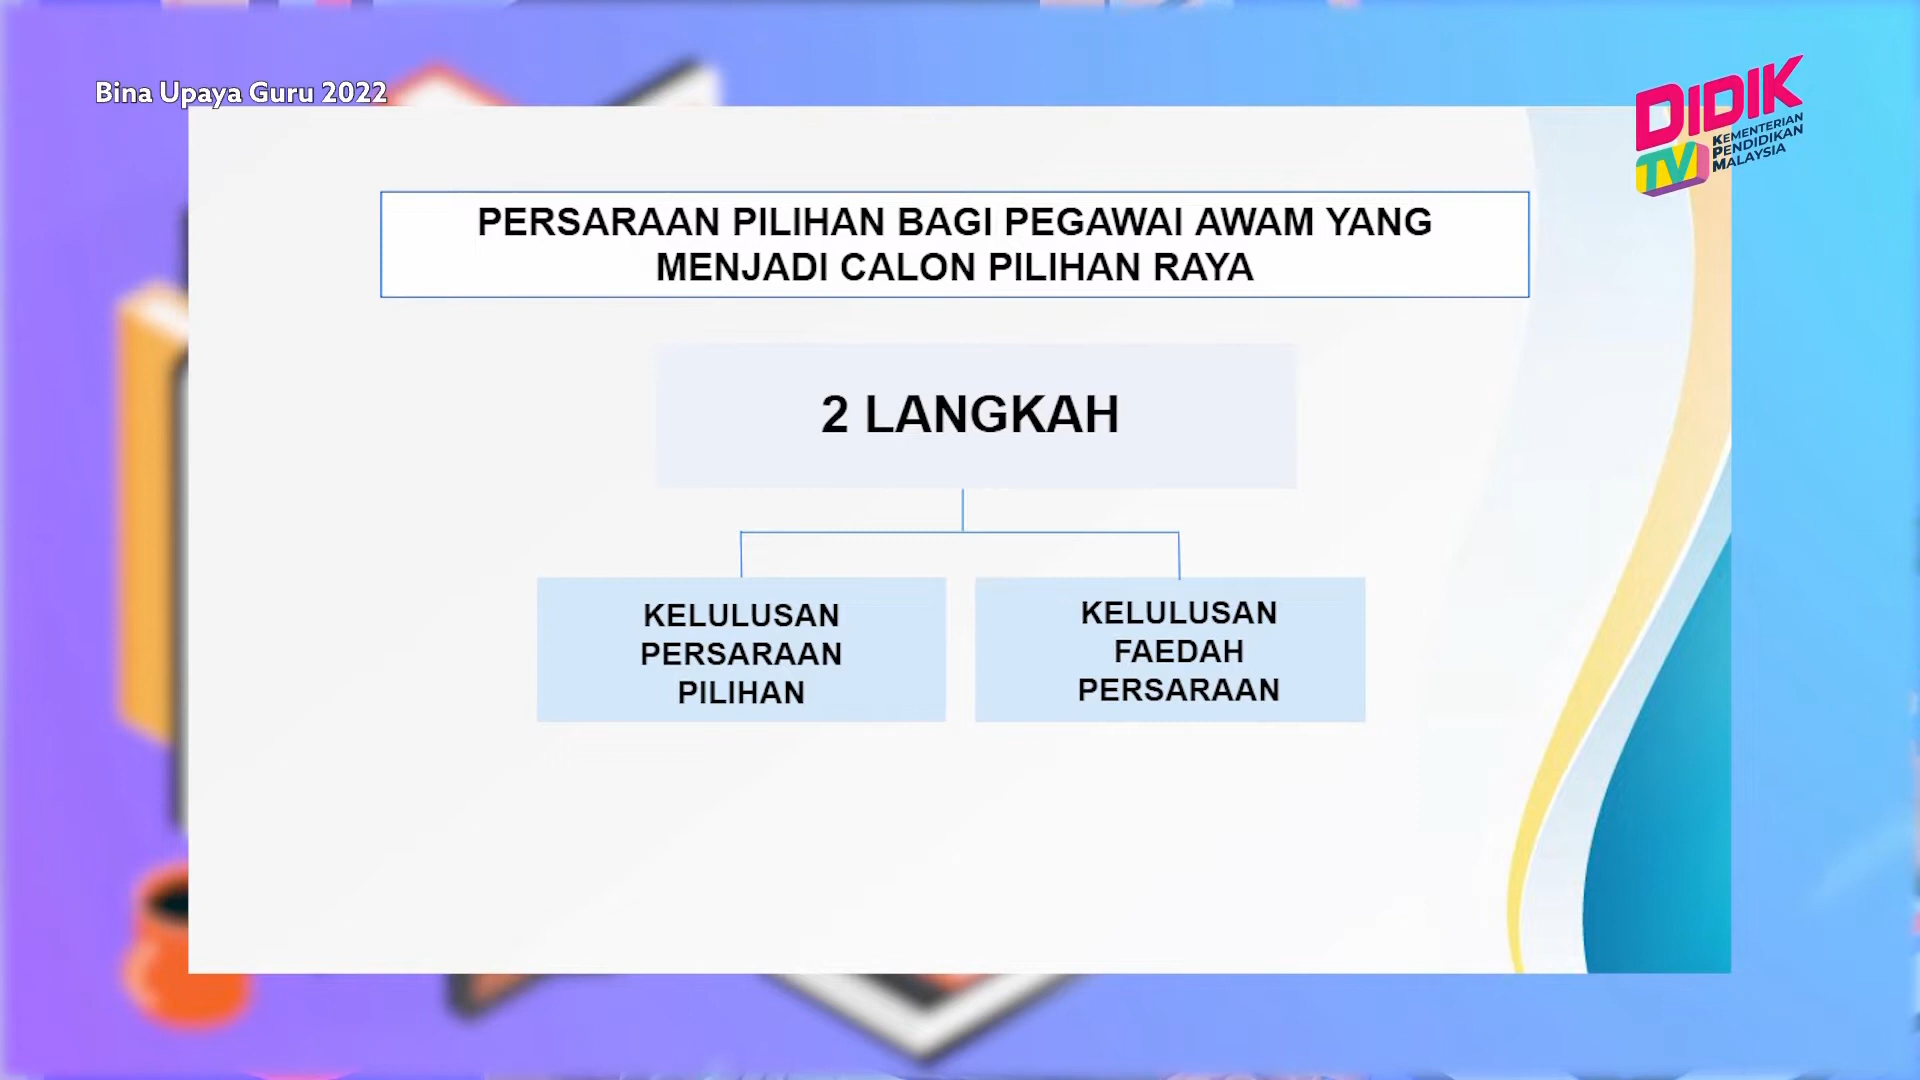 Bina Upaya Guru 2022
DIDIK
TV
KEMENTERIAN
PENDIDIKAN
MALAYSIA
PERSARAAN PILIHAN BAGI PEGAWAI AWAM YANG
MENJADI CALON PILIHAN RAYA
2 LANGKAH
KELULUSAN
PERSARAAN
PILIHAN
KELULUSAN
FAEDAH
PERSARAAN